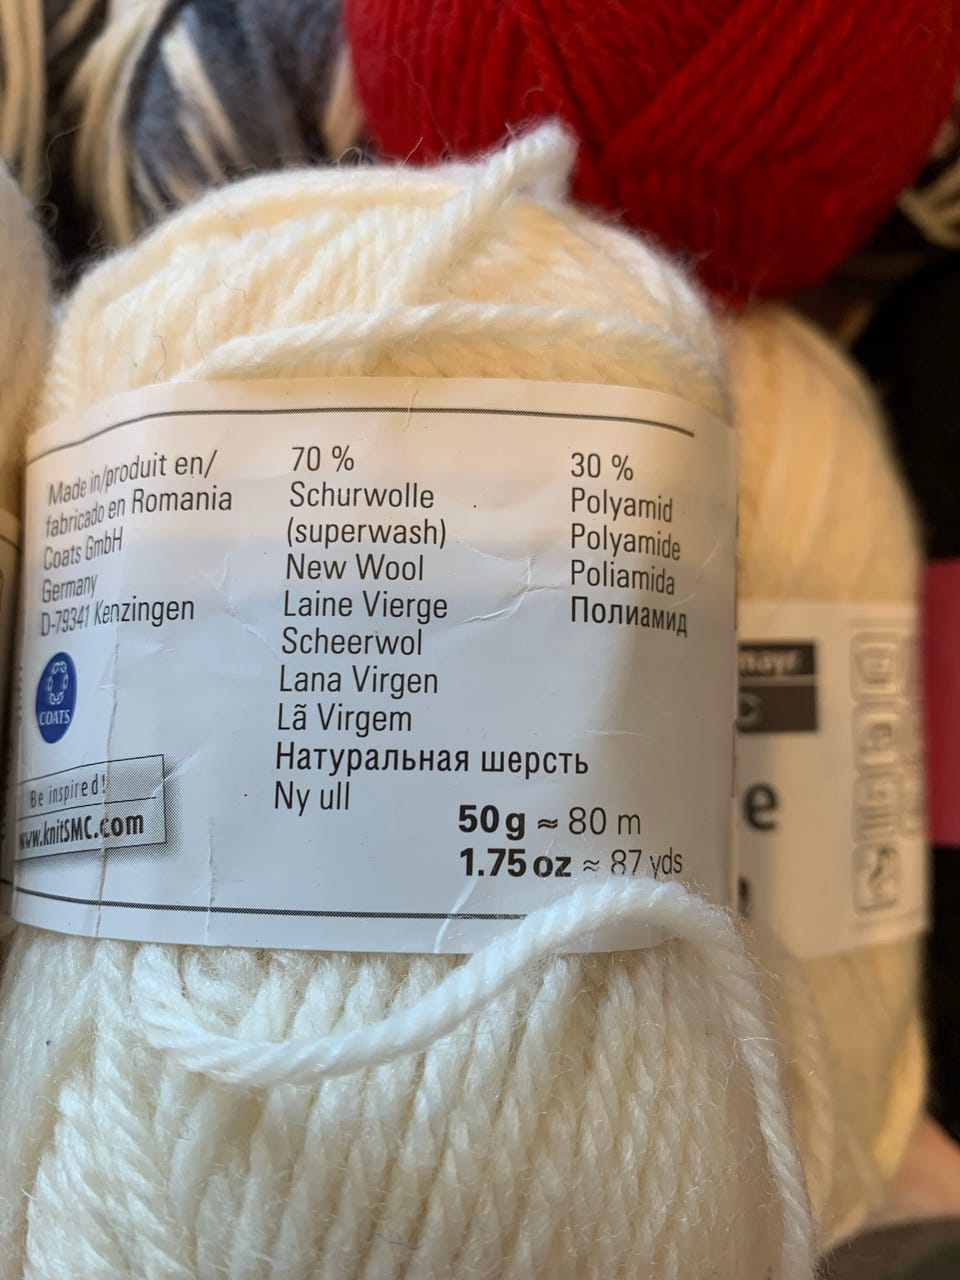 Made in/produit en/
fabricado en Romania
Coats GmbH
Germany
D-79341 Kenzingen
COATS
Be inspired!
www.knitSMC.com
70 %
Schurwolle
(superwash)
New Wool
Laine Vierge
Scheerwol
Lana Virgen
Lã Virgem
Натуральная шерсть
Ny ull
30 %
Polyamid
Polyamide
Poliamida
Полиамид
50 g ≈ 80 m
1.75 oz ≈ 87 yds